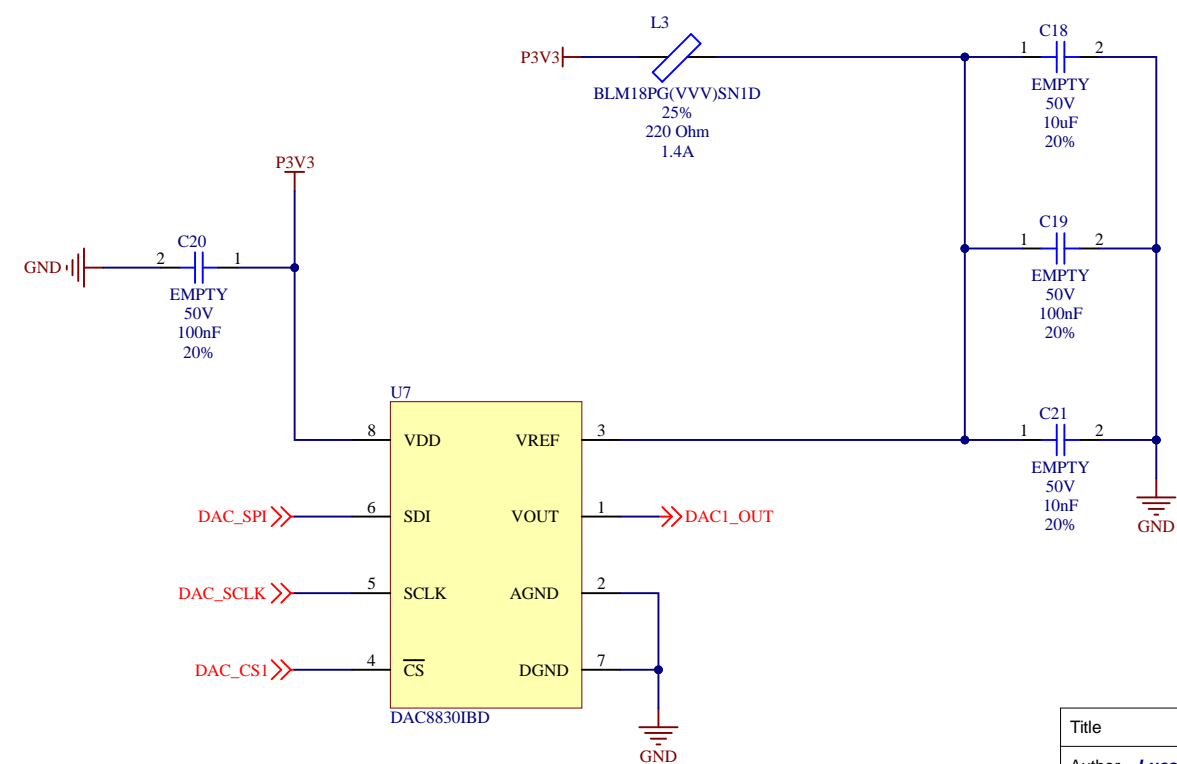 L3
P3V3
BLM18PG(VVV)SN1D
25%
220 Ohm
1.4A
C18
1 2
EMPTY
50V
10uF
20%
P3V3
C20
GND 2 1
EMPTY
50V
100nF
20%
C19
1 2
EMPTY
50V
100nF
20%
C21
1 2
EMPTY
50V
10nF
20%
GND
U7
8 VDD VREF 3
DAC_SPI 6 SDI VOUT 1 DAC1_OUT
DAC_SCLK 5 SCLK AGND 2
DAC_CS1 4 CS DGND 7
DAC8830IBD
GND
Title